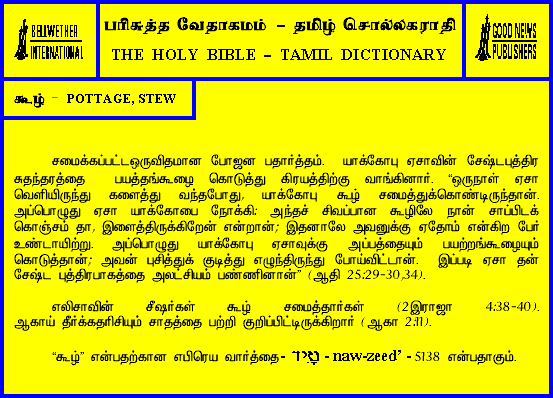 BELLWETHER
INTERNATIONAL
பரிசுத்த வேதாகமம் – தமிழ் சொல்லகராதி
THE HOLY BIBLE – TAMIL DICTIONARY
GOOD NEWS
PUBLISHERS
கூழ் – POTTAGE, STEW
சமைக்கப்பட்டஒருவிதமான போஜன பதார்த்தம். யாக்கோபு ஏசாவின் சேஷ்டபுத்திர
சுதந்தரத்தை பயத்தங்கூழை கொடுத்து கிரயத்திற்கு வாங்கினார். “ஒருநாள் ஏசா
வெளியிருந்து களைத்து வந்தபோது, யாக்கோபு கூழ் சமைத்துக்கொண்டிருந்தான்.
அப்பொழுது ஏசா யாக்கோபை நோக்கி: அந்தச் சிவப்பான கூழிலே நான் சாப்பிடக்
கொஞ்சம் தா, இளைத்திருக்கிறேன் என்றான்; இதனாலே அவனுக்கு ஏதோம் என்கிற பேர்
உண்டாயிற்று. அப்பொழுது யாக்கோபு ஏசாவுக்கு அப்பத்தையும் பயற்றங்கூழையும்
கொடுத்தான்; அவன் புசித்துக் குடித்து எழுந்திருந்து போய்விட்டான். இப்படி ஏசா தன்
சேஷ்ட புத்திரபாகத்தை அலட்சியம் பண்ணினான்” (ஆதி 25:29-30,34).
எலிசாவின் சீஷர்கள் கூழ் சமைத்தார்கள் (2இராஜா 4:38-40).
ஆகாய் தீர்க்கதரிசியும் சாதத்தை பற்றி குறிப்பிட்டிருக்கிறார் (ஆகா 2:11).
“கூழ்” என்பதற்கான எபிரெய வார்த்தை- נָזִיד - naw-zeed’ - 5138 என்பதாகும்.